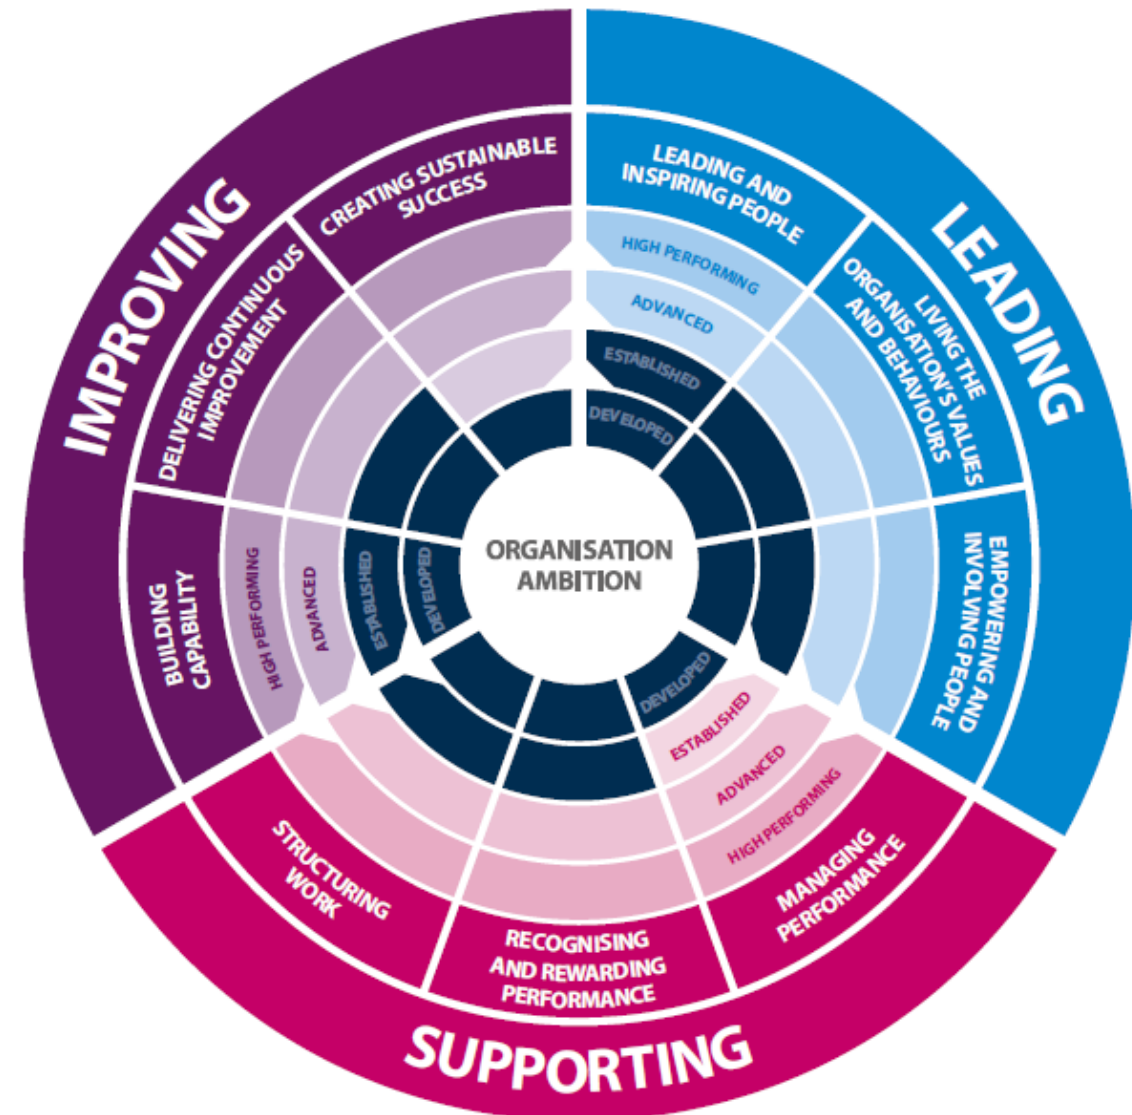 IMPROVING
CREATING SUSTAINABLE
SUCCESS
DELIVERING CONTINUOUS
IMPROVEMENT
BUILDING
CAPABILITY
HIGH PERFORMING
ADVANCED
ESTABLISHED
DEVELOPED
LEADING
LEADING AND
INSPIRING PEOPLE
HIGH PERFORMING
ADVANCED
ESTABLISHED
DEVELOPED
LIVING THE
ORGANISATION'S VALUES
AND BEHAVIOURS
EMPOWERING AND
INVOLVING PEOPLE
ORGANISATION
AMBITION
DEVELOPED
ESTABLISHED
ADVANCED
HIGH PERFORMING
MANAGING
PERFORMANCE
RECOGNISING
AND REWARDING
PERFORMANCE
STRUCTURING
WORK
SUPPORTING